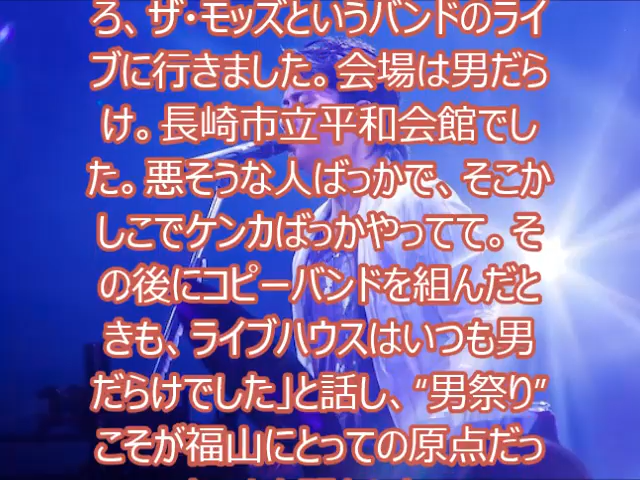 ろ、ザ・モッズというバンドのライ
ブに行きました。会場は男だら
け。長崎市立平和会館でし
た。悪そうな人ばっかで、そこか
しこでケンカばっかやってて。そ
の後にコピーバンドを組んだと
きも、ライブハウスはいつも男
だらけでした」と話し、“男祭り”
こそが福山にとっての原点だっ